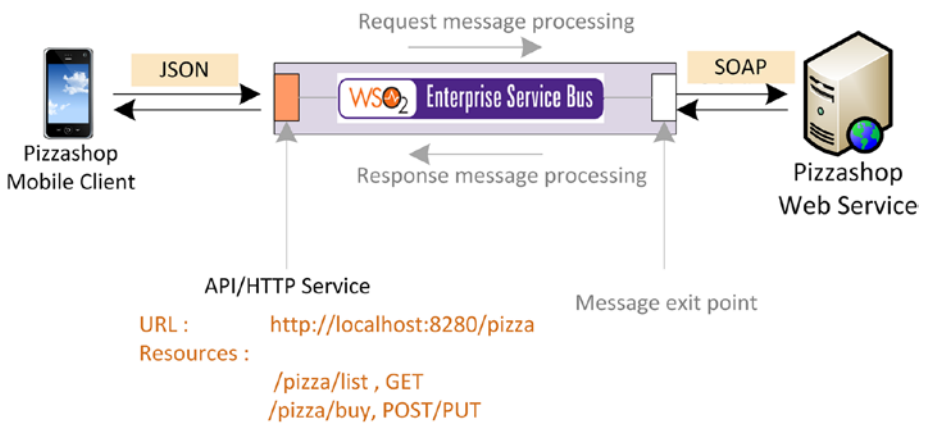 Request message processing
JSON
SOAP
WSO2 Enterprise Service Bus
Pizzashop
Mobile Client
Response message processing
Pizzashop
Web Service
API/HTTP Service
Message exit point
URL : http://localhost:8280/pizza
Resources :
/pizza/list , GET
/pizza/buy, POST/PUT